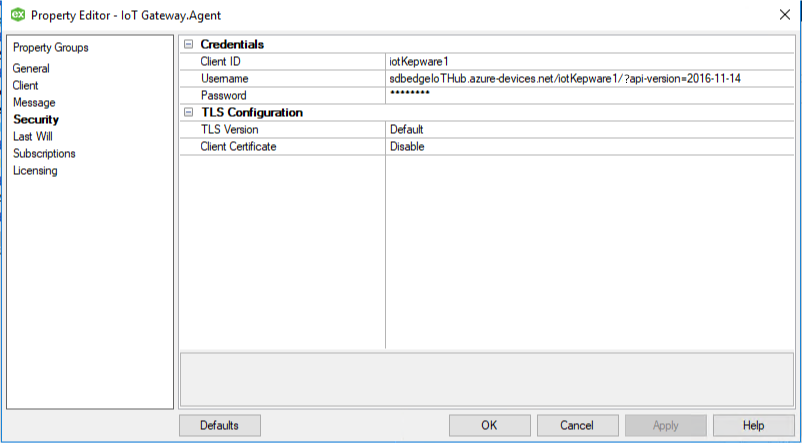 ex Property Editor - IoT Gateway.Agent
Property Groups
General
Client
Message
Security
Last Will
Subscriptions
Licensing
Credentials
Client ID iotKepware1
Username sdbedgeIoTHub.azure-devices.net/iotKepware1/?api-version=2016-11-14
Password ********
TLS Configuration
TLS Version Default
Client Certificate Disable
Defaults OK Cancel Apply Help